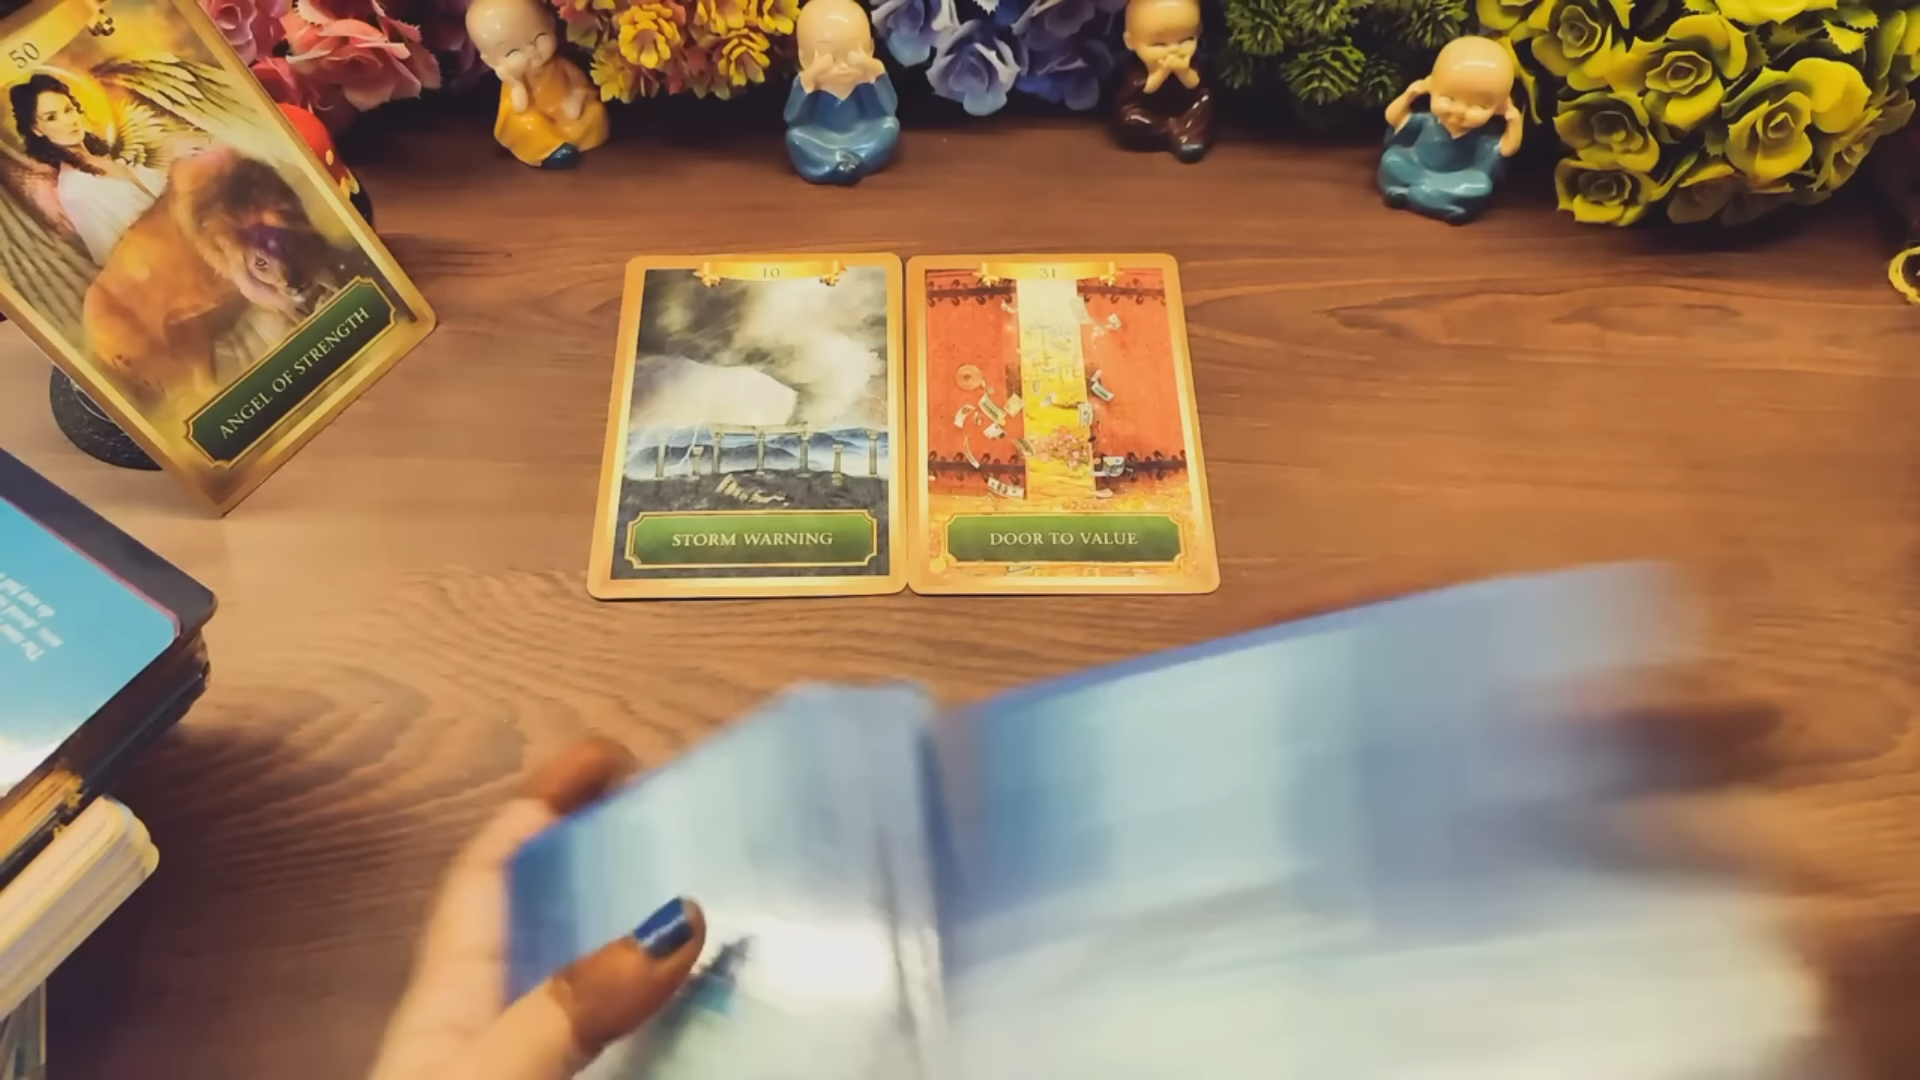 50
ANGEL OF STRENGTH
10
STORM WARNING
31
DOOR TO VALUE